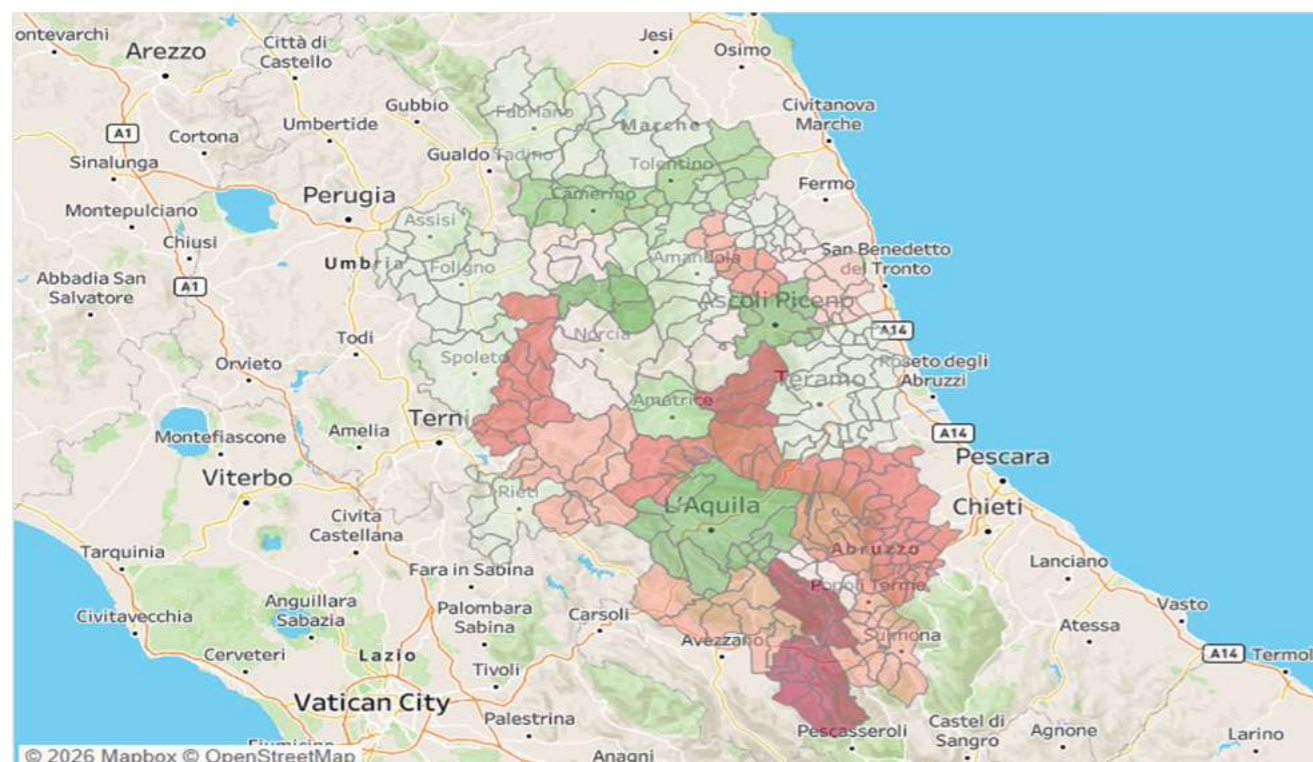 ontevarchi
Arezzo
Città di
Castello
Jesi
Osimo
Gubbio
Fabriano
Marche
Civitanova
Marche
A1
Cortona
Umbertide
Sinalunga
Gualdo Tadino
Tolentino
Perugia
Camerino
Fermo
Montepulciano
Assisi
Chiusi
Umbria
Foligno
Amandola
San Benedetto
del Tronto
Abbadia San
Salvatore
A1
Ascoli Piceno
A14
Todi
Norcia
Orvieto
Spoleto
Teramo
Roseto degli
Abruzzi
Amatrice
Terni
Amelia
Montefiascone
A14
Pescara
Viterbo
Rieti
L'Aquila
Chieti
Civita
Castellana
Tarquinia
Abruzzo
Lanciano
Fara in Sabina
Popoli Terme
Civitavecchia
Anguillara
Sabazia
Palombara
Sabina
Carsoli
Vasto
Atessa
Avezzano
Sulmona
Cerveteri
Lazio
Tivoli
A14
Termol
Vatican City
Palestrina
Pescasseroli
Castel di
Sangro
Agnone
Larino
Fiumicino
Anagni
© 2026 Mapbox © OpenStreetMap